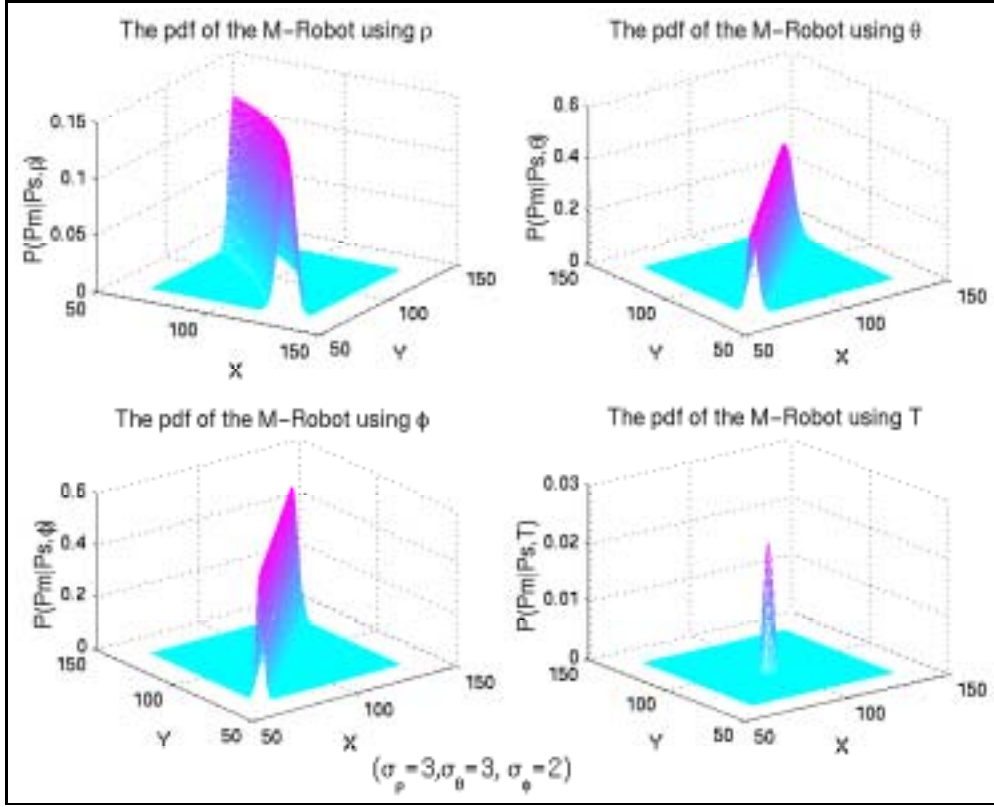 The pdf of the M-Robot using ρ
0.15
0.1
0.05
0
P(Pm|Ps,ρ)
50
100
150
X
50
100
150
Y
The pdf of the M-Robot using θ
0.6
0.4
0.2
0
P(Pm|Ps,θ)
150
100
50
Y
50
100
150
X
The pdf of the M-Robot using ϕ
0.6
0.4
0.2
0
P(Pm|Ps,ϕ)
150
100
50
Y
50
100
150
X
The pdf of the M-Robot using T
0.03
0.02
0.01
0
P(Pm|Ps,T)
150
100
50
Y
50
100
150
X
(σρ=3,σθ=3, σϕ=2)